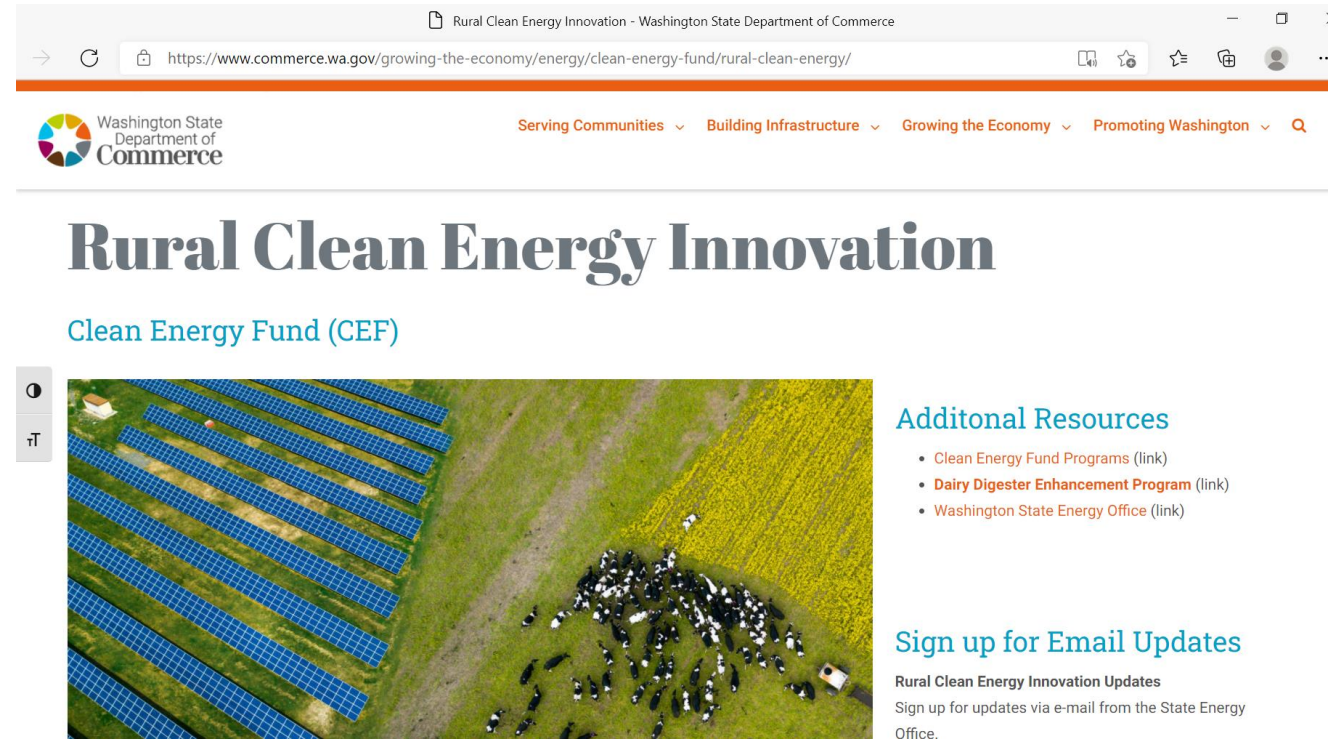 Rural Clean Energy Innovation - Washington State Department of Commerce
https://www.commerce.wa.gov/growing-the-economy/energy/clean-energy-fund/rural-clean-energy/
Washington State
Department of
Commerce
Serving Communities
Building Infrastructure
Growing the Economy
Promoting Washington
Rural Clean Energy Innovation
Clean Energy Fund (CEF)
TT
Additonal Resources
Clean Energy Fund Programs (link)
Dairy Digester Enhancement Program (link)
Washington State Energy Office (link)
Sign up for Email Updates
Rural Clean Energy Innovation Updates
Sign up for updates via e-mail from the State Energy
Office.